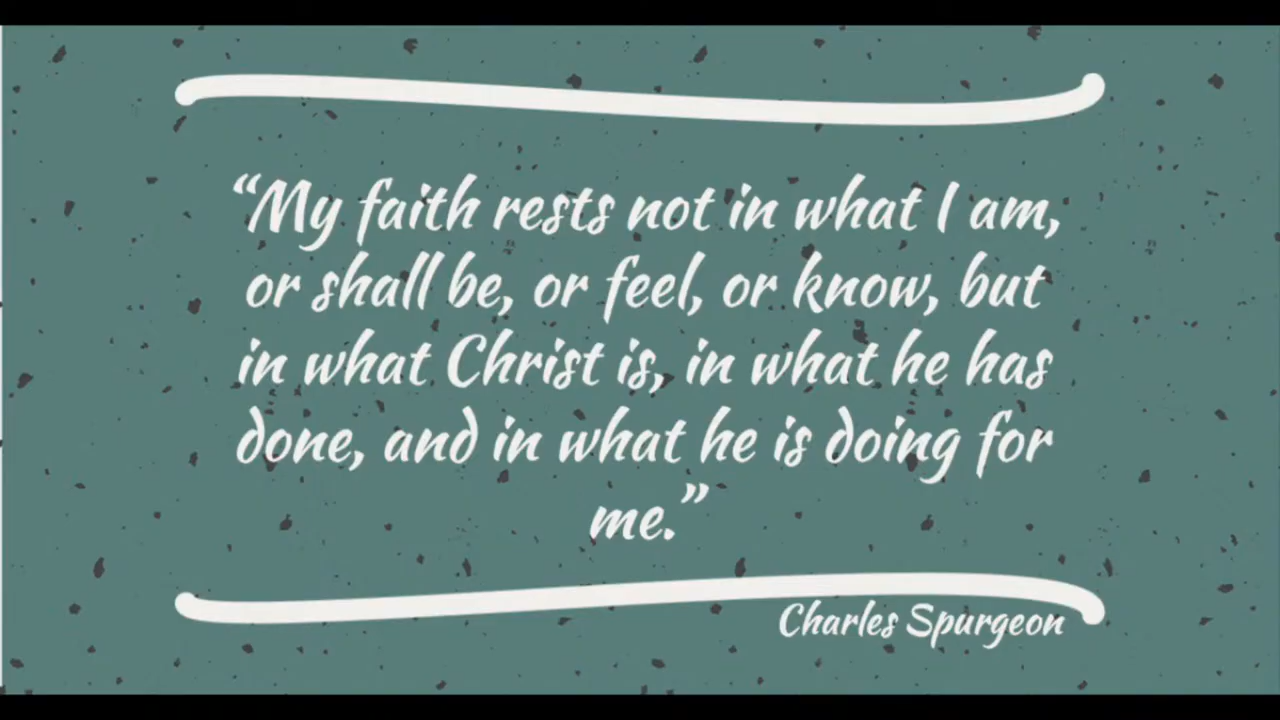 “My faith rests not in what I am,
or shall be, or feel, or know, but
in what Christ is, in what he has
done, and in what he is doing for
me.”
Charles Spurgeon